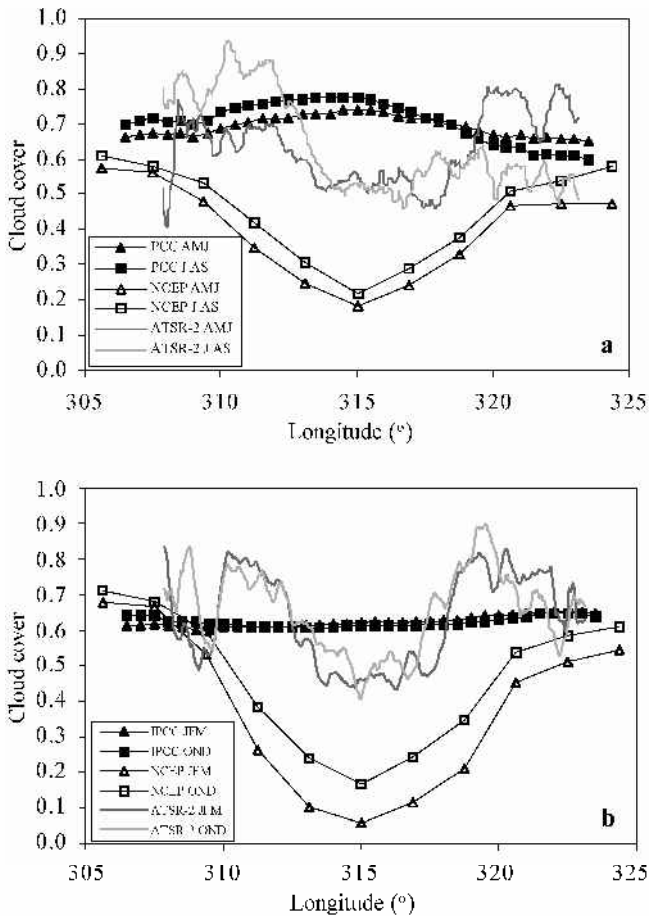 1.0
0.9
0.8
0.7
0.6
0.5
0.4
0.3
0.2
0.1
0.0
Cloud cover
PCC AMJ
PCC JAS
NCEP AMJ
NCEP JAS
ATSR-2 AMJ
ATSR-2 JAS
a
305 310 315 320 325
Longitude (°)
1.0
0.9
0.8
0.7
0.6
0.5
0.4
0.3
0.2
0.1
0.0
Cloud cover
IPCC JFM
IPCC OND
NCEP JFM
NCEP OND
ATSR-2 JFM
ATSR-2 OND
b
305 310 315 320 325
Longitude (°)